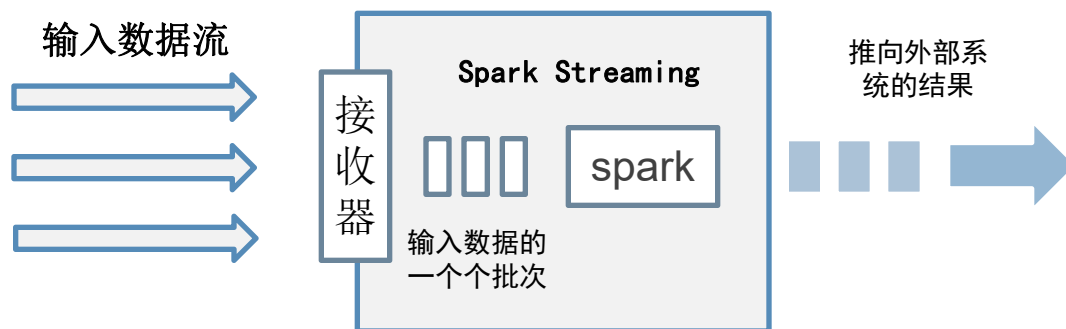 输入数据流
接
收
器
Spark Streaming
spark
输入数据的
一个个批次
推向外部系
统的结果